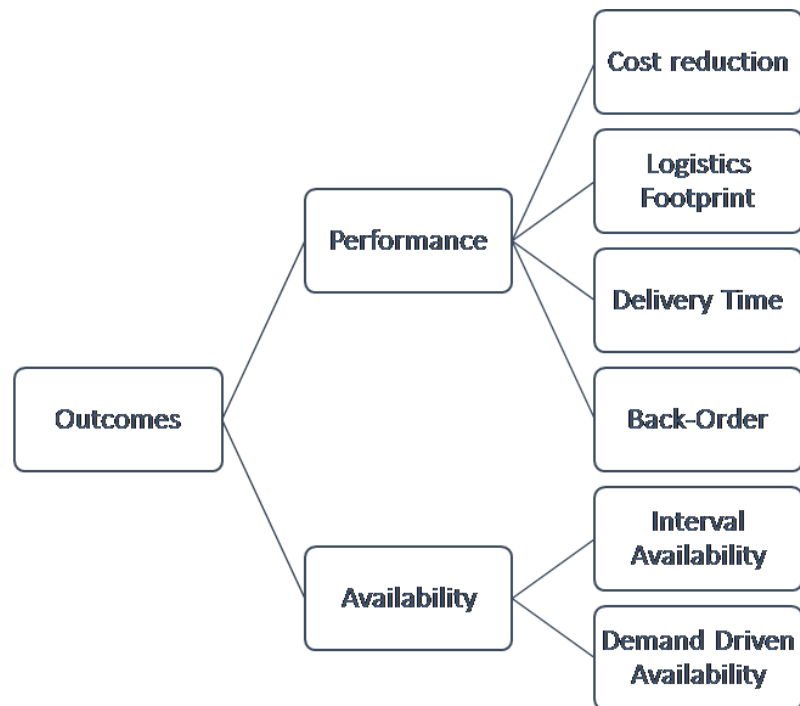 Outcomes
Performance
Cost reduction
Logistics
Footprint
Delivery Time
Back-Order
Availability
Interval
Availability
Demand Driven
Availability